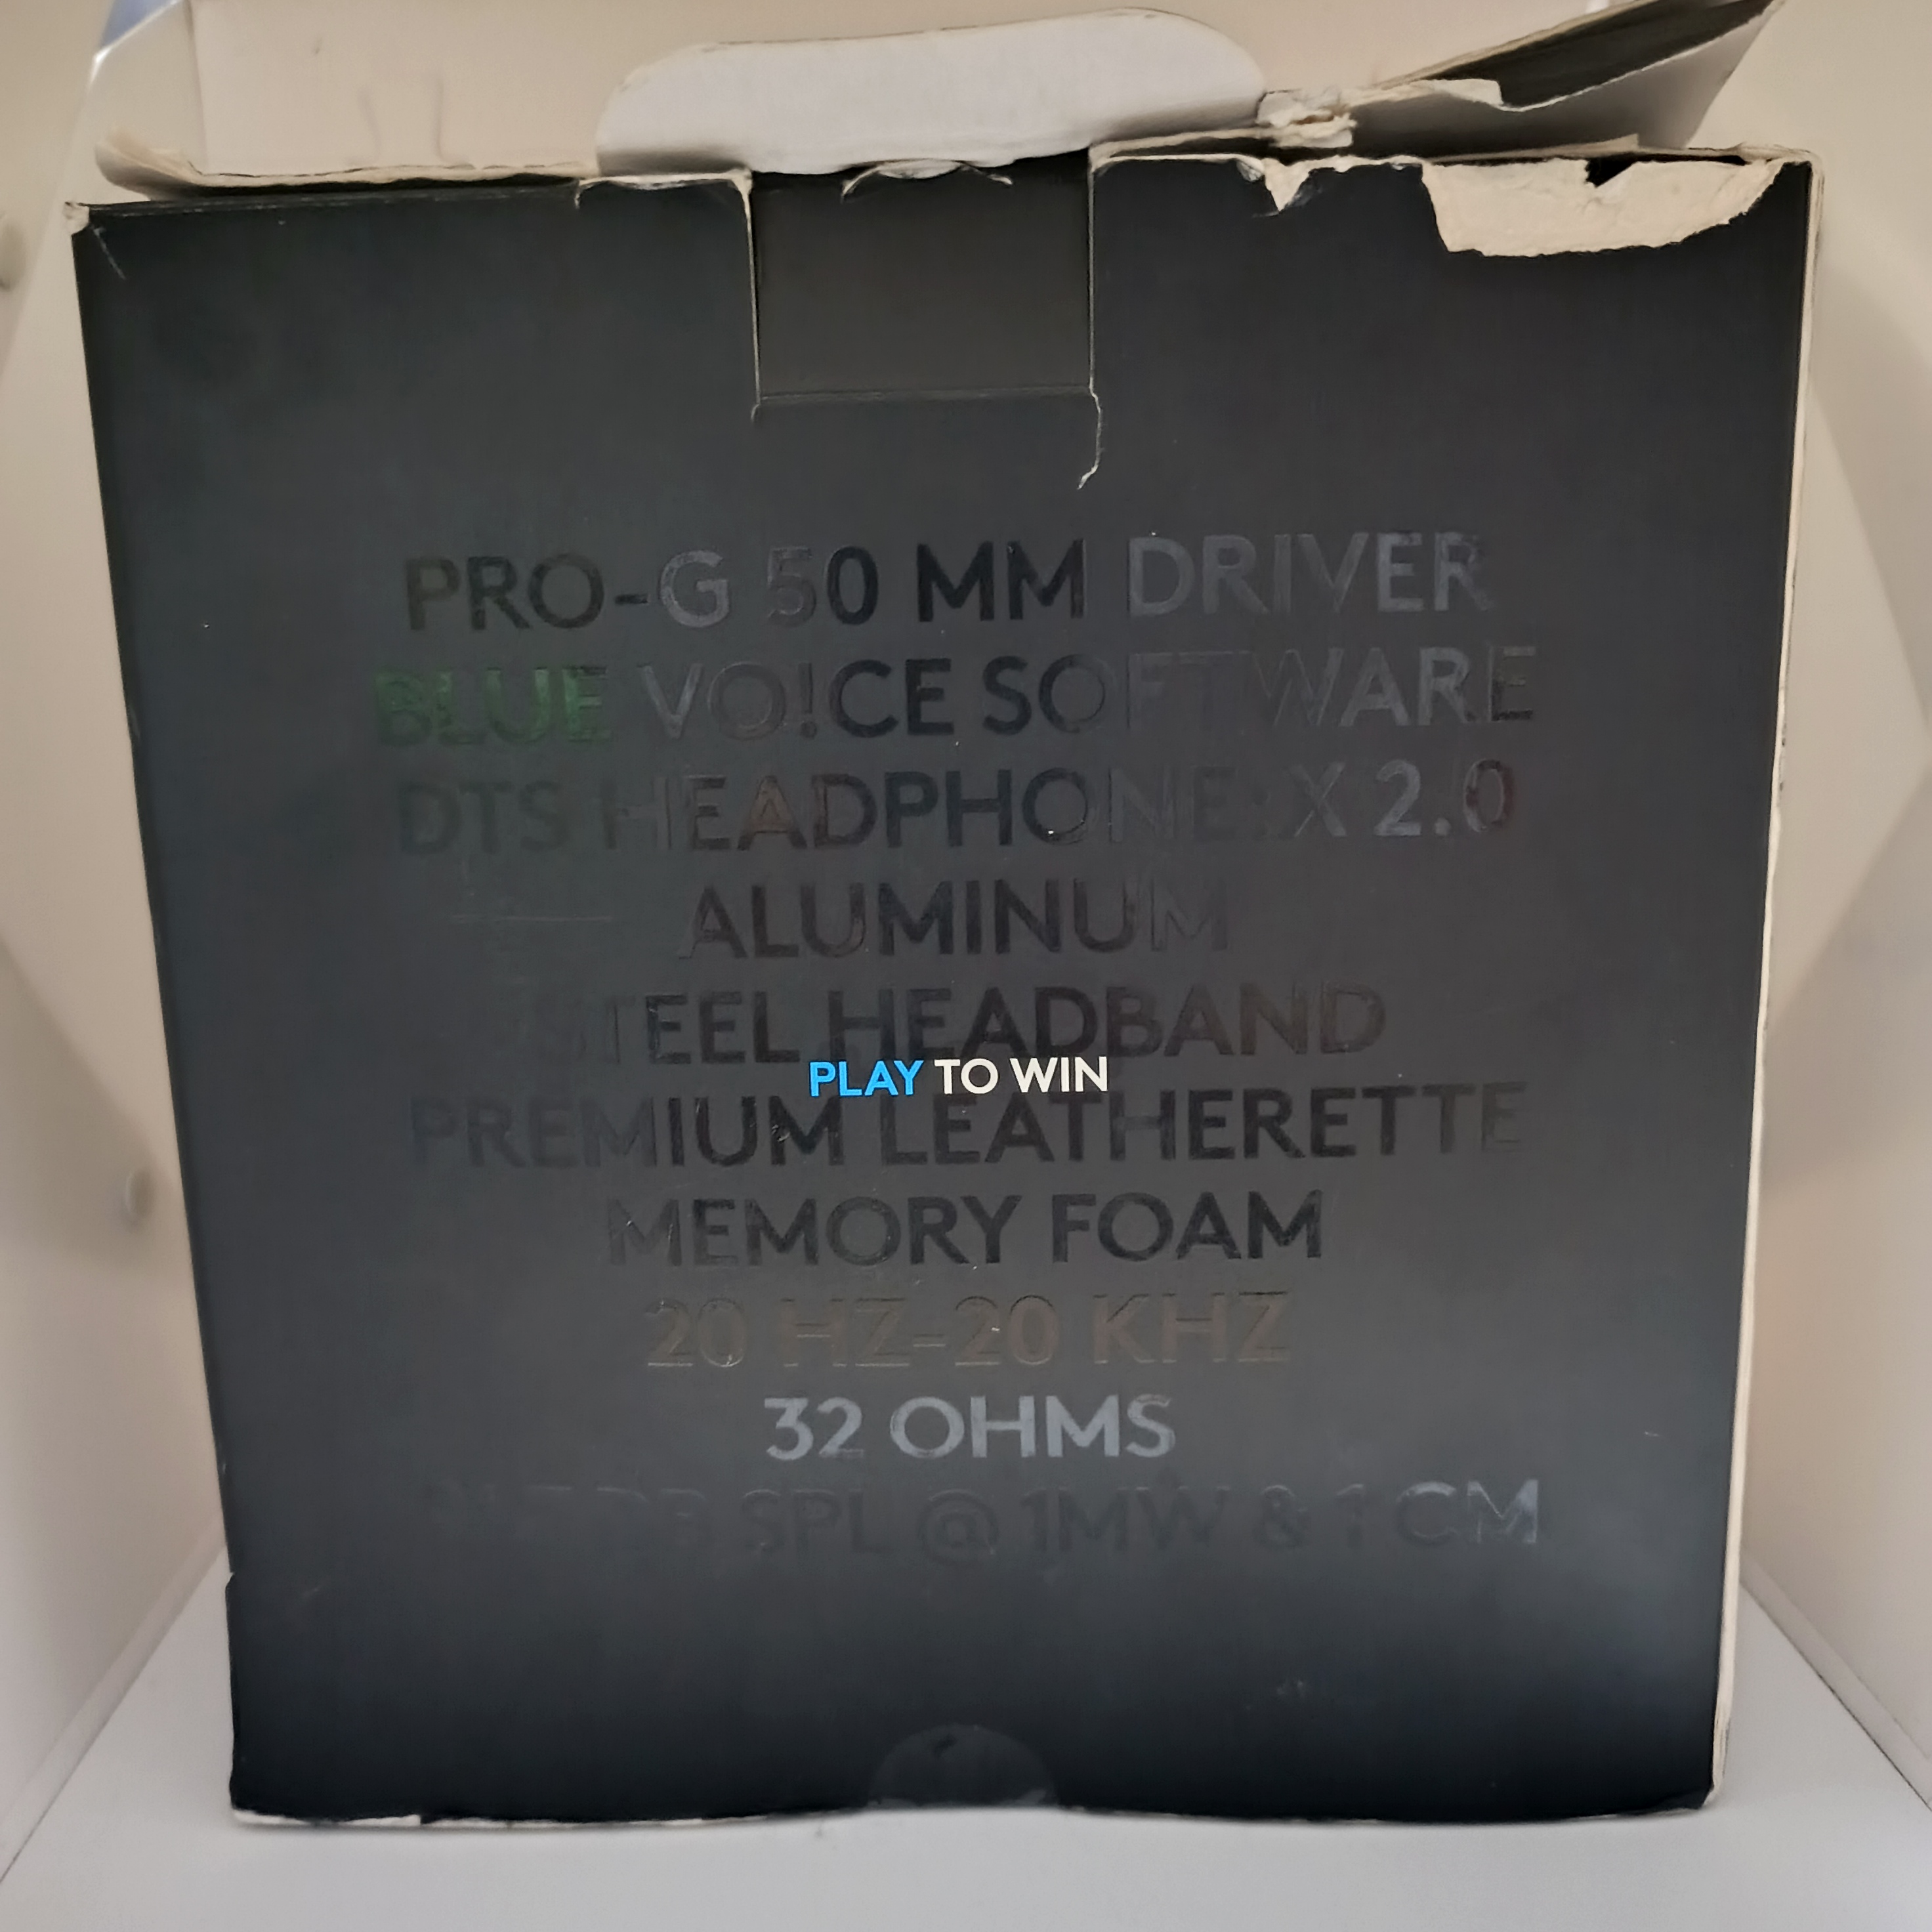 PRO-G 50 MM DRIVER
BLUE VO!CE SOFTWARE
DTS HEADPHONE:X 2.0
ALUMINUM
STEEL HEADBAND
PLAY TO WIN
PREMIUM LEATHERETTE
MEMORY FOAM
20 HZ-20 KHZ
32 OHMS
DB SPL @ 1MW & 1 CM